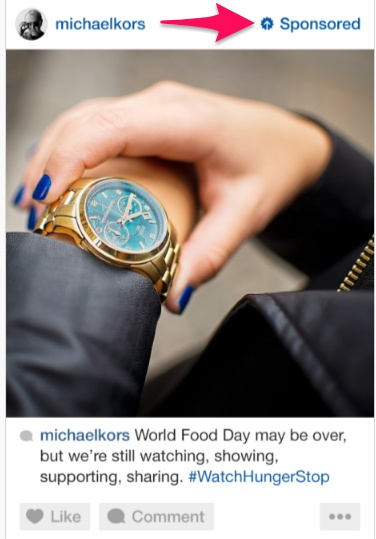 michaelkors Sponsored
michaelkors World Food Day may be over,
but we're still watching, showing,
supporting, sharing. #WatchHungerStop
Like Comment